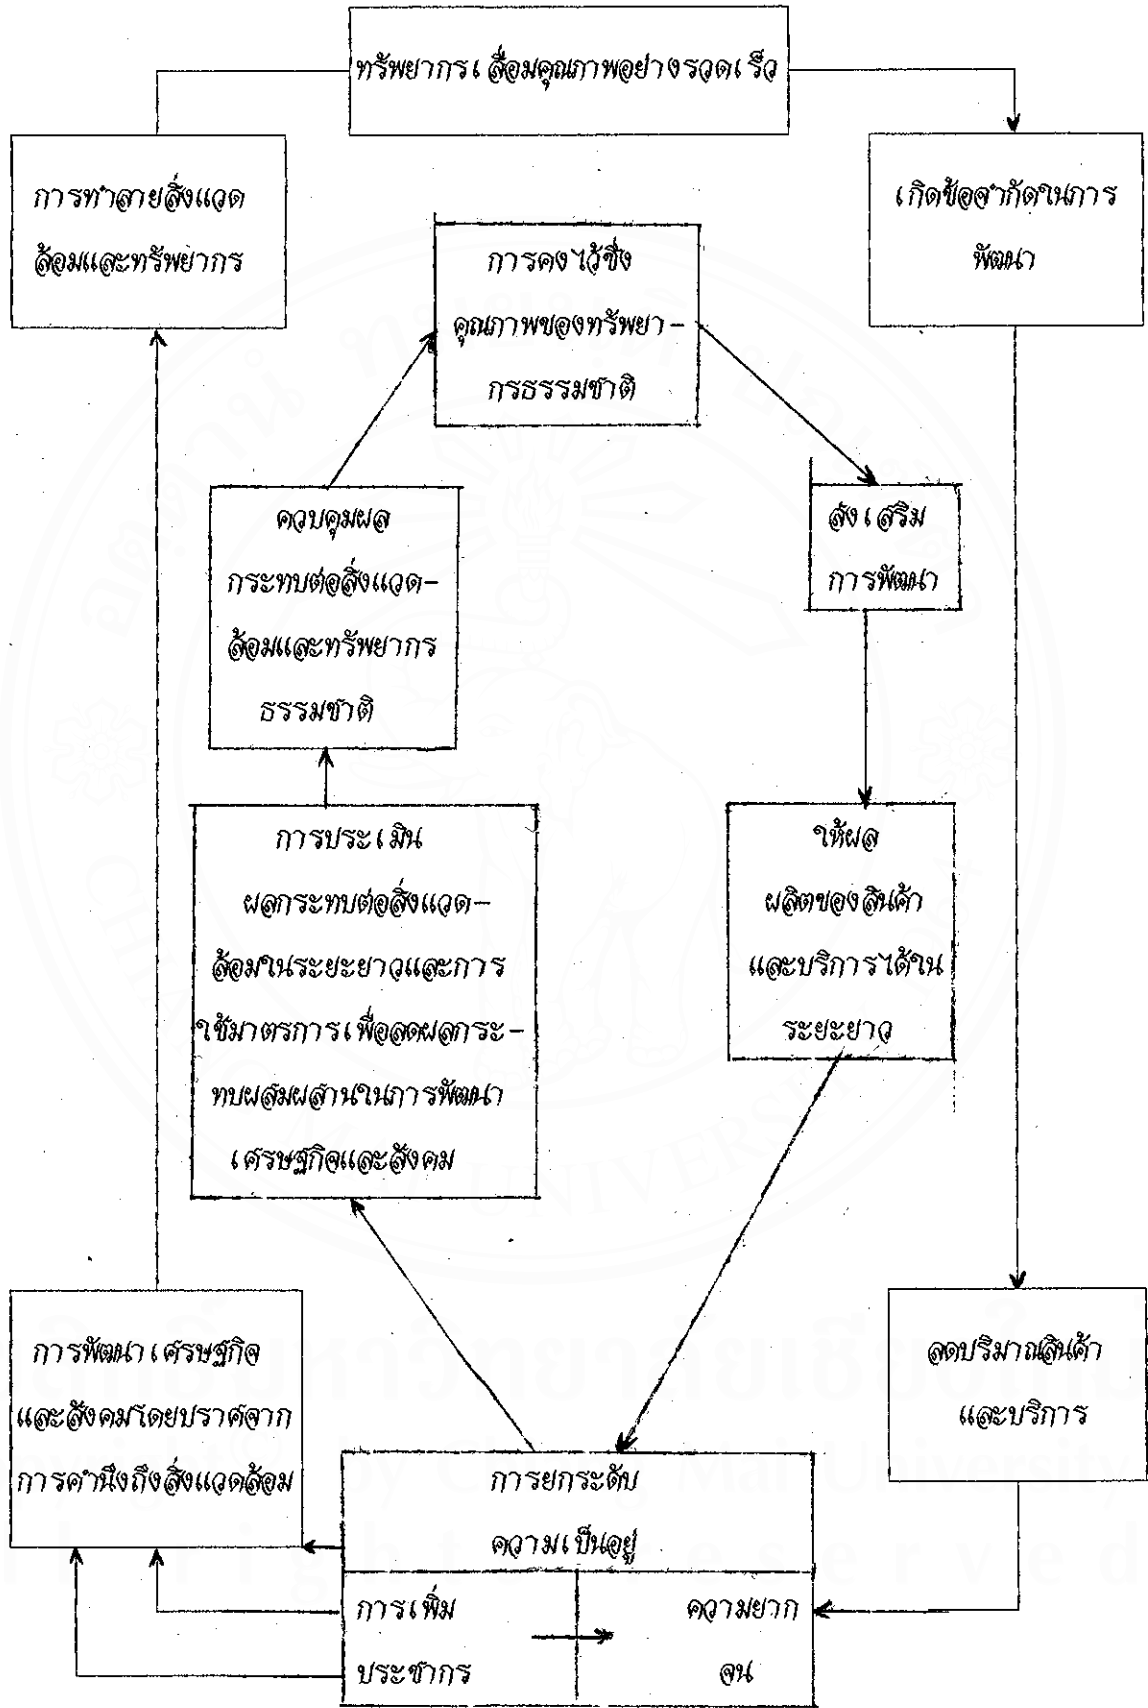 ทรัพยากรเสื่อมคุณภาพอย่างรวดเร็ว
การทำลายสิ่งแวด
ล้อมและทรัพยากร
เกิดข้อจำกัดในการ
พัฒนา
การคงไว้ซึ่ง
คุณภาพของทรัพยา-
กรธรรมชาติ
ควบคุมผล
กระทบต่อสิ่งแวด-
ล้อมและทรัพยากร
ธรรมชาติ
ส่งเสริม
การพัฒนา
การประเมิน
ผลกระทบต่อสิ่งแวด-
ล้อมในระยะยาวและการ
ใช้มาตรการเพื่อลดผลกระ-
ทบผสมผสานในการพัฒนา
เศรษฐกิจและสังคม
ให้ผล
ผลิตของสินค้า
และบริการได้ใน
ระยะยาว
การพัฒนาเศรษฐกิจ
และสังคมโดยปราศจาก
การคำนึงถึงสิ่งแวดล้อม
ลดปริมาณสินค้า
และบริการ
การยกระดับ
ความเป็นอยู่
การเพิ่ม
ประชากร
ความยาก
จน